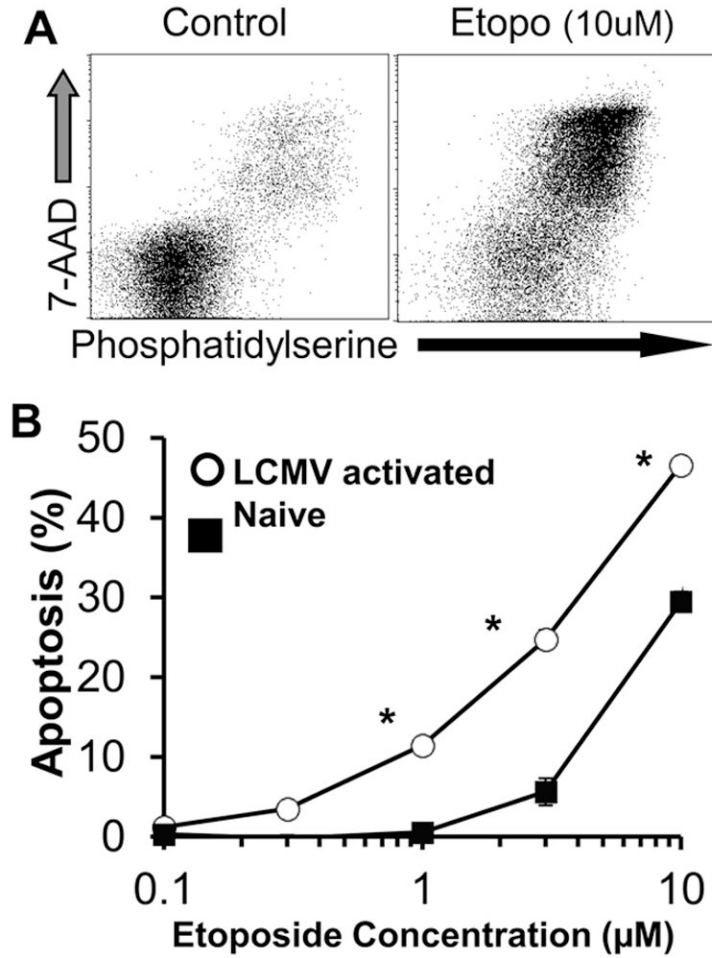 A
Control
Etopo (10uM)
7-AAD
Phosphatidylserine
B
50
40
30
20
10
0
Apoptosis (%)
LCMV activated
Naive
*
*
*
0.1
1
10
Etoposide Concentration (µM)